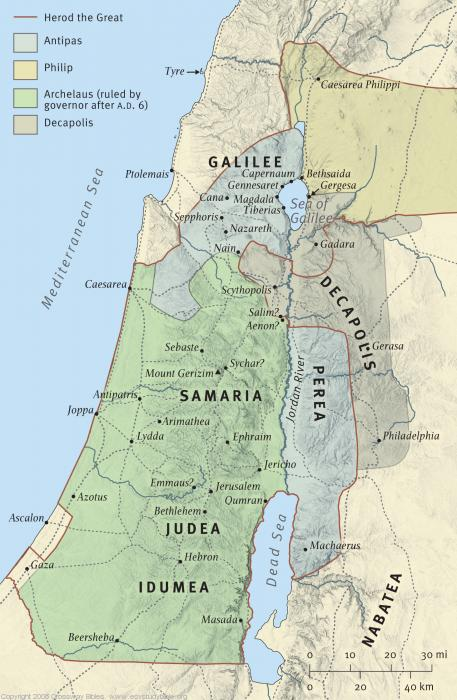 Herod the Great
Antipas
Philip
Archelaus (ruled by
governor after A.D. 6)
Decapolis
Tyre
Caesarea Philippi
GALILEE
Ptolemais
Capernaum
Bethsaida
Gennesaret
Gergesa
Cana
Magdala
Sea of
Galilee
Tiberias
Sepphoris
Nazareth
Mediterranean Sea
Nain
Gadara
Caesarea
Scythopolis
DECAPOLIS
Salim?
Aenon?
Sebaste
Sychar?
Gerasa
Mount Gerizim
Jordan River
PEREA
Antipatris
SAMARIA
Joppa
Arimathea
Lydda
Ephraim
Philadelphia
Jericho
Emmaus?
Jerusalem
Azotus
Qumran
Bethlehem
Ascalon
JUDEA
Dead Sea
Machaerus
Hebron
Gaza
IDUMEA
NABATEA
Masada
Beersheba
0 10 20 30 mi
0 20 40 km
Copyright 2008 Crossway Bibles. www.esvstudybible.org